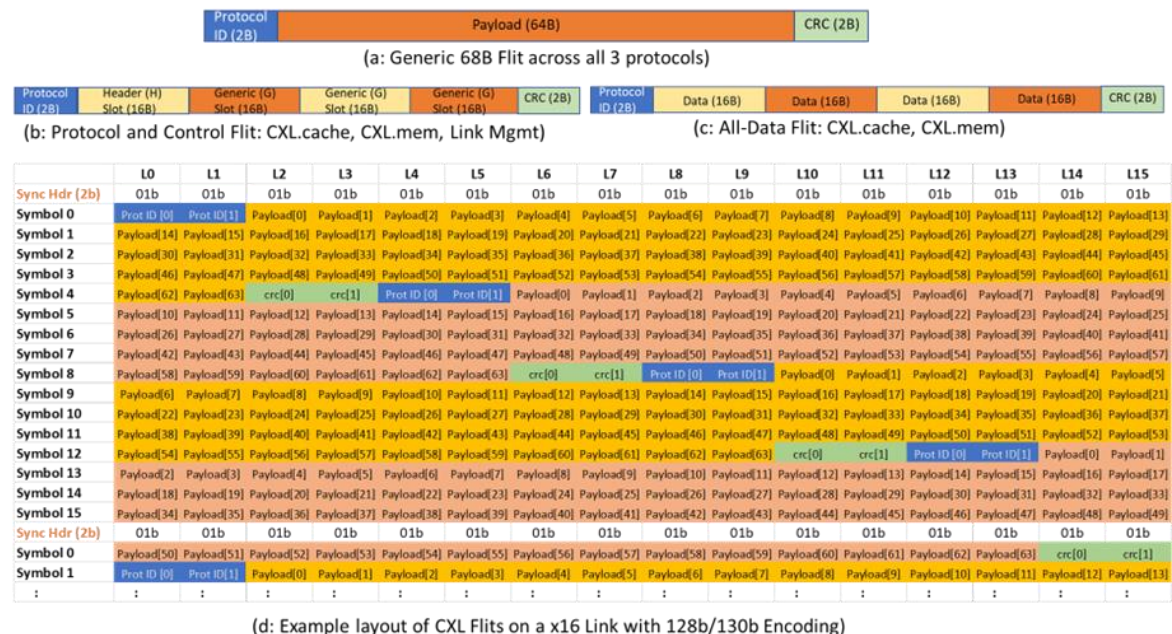 Protocol ID (2B) Payload (64B) CRC (2B)
(a: Generic 68B Flit across all 3 protocols)
Protocol ID (2B) Header (H) Slot (16B) Generic (G) Slot (16B) Generic (G) Slot (16B) Generic (G) Slot (16B) CRC (2B) Protocol ID (2B) Data (16B) Data (16B) Data (16B) Data (16B) CRC (2B)
(b: Protocol and Control Flit: CXL.cache, CXL.mem, Link Mgmt) (c: All-Data Flit: CXL.cache, CXL.mem)
L0 L1 L2 L3 L4 L5 L6 L7 L8 L9 L10 L11 L12 L13 L14 L15
Sync Hdr (2b) 01b 01b 01b 01b 01b 01b 01b 01b 01b 01b 01b 01b 01b 01b 01b 01b
Symbol 0 Prot ID [0] Prot ID[1] Payload[0] Payload[1] Payload[2] Payload[3] Payload[4] Payload[5] Payload[6] Payload[7] Payload[8] Payload[9] Payload[10] Payload[11] Payload[12] Payload[13]
Symbol 1 Payload[14] Payload[15] Payload[16] Payload[17] Payload[18] Payload[19] Payload[20] Payload[21] Payload[22] Payload[23] Payload[24] Payload[25] Payload[26] Payload[27] Payload[28] Payload[29]
Symbol 2 Payload[30] Payload[31] Payload[32] Payload[33] Payload[34] Payload[35] Payload[36] Payload[37] Payload[38] Payload[39] Payload[40] Payload[41] Payload[42] Payload[43] Payload[44] Payload[45]
Symbol 3 Payload[46] Payload[47] Payload[48] Payload[49] Payload[50] Payload[51] Payload[52] Payload[53] Payload[54] Payload[55] Payload[56] Payload[57] Payload[58] Payload[59] Payload[60] Payload[61]
Symbol 4 Payload[62] Payload[63] crc[0] crc[1] Prot ID [0] Prot ID[1] Payload[0] Payload[1] Payload[2] Payload[3] Payload[4] Payload[5] Payload[6] Payload[7] Payload[8] Payload[9]
Symbol 5 Payload[10] Payload[11] Payload[12] Payload[13] Payload[14] Payload[15] Payload[16] Payload[17] Payload[18] Payload[19] Payload[20] Payload[21] Payload[22] Payload[23] Payload[24] Payload[25]
Symbol 6 Payload[26] Payload[27] Payload[28] Payload[29] Payload[30] Payload[31] Payload[32] Payload[33] Payload[34] Payload[35] Payload[36] Payload[37] Payload[38] Payload[39] Payload[40] Payload[41]
Symbol 7 Payload[42] Payload[43] Payload[44] Payload[45] Payload[46] Payload[47] Payload[48] Payload[49] Payload[50] Payload[51] Payload[52] Payload[53] Payload[54] Payload[55] Payload[56] Payload[57]
Symbol 8 Payload[58] Payload[59] Payload[60] Payload[61] Payload[62] Payload[63] crc[0] crc[1] Prot ID [0] Prot ID[1] Payload[0] Payload[1] Payload[2] Payload[3] Payload[4] Payload[5]
Symbol 9 Payload[6] Payload[7] Payload[8] Payload[9] Payload[10] Payload[11] Payload[12] Payload[13] Payload[14] Payload[15] Payload[16] Payload[17] Payload[18] Payload[19] Payload[20] Payload[21]
Symbol 10 Payload[22] Payload[23] Payload[24] Payload[25] Payload[26] Payload[27] Payload[28] Payload[29] Payload[30] Payload[31] Payload[32] Payload[33] Payload[34] Payload[35] Payload[36] Payload[37]
Symbol 11 Payload[38] Payload[39] Payload[40] Payload[41] Payload[42] Payload[43] Payload[44] Payload[45] Payload[46] Payload[47] Payload[48] Payload[49] Payload[50] Payload[51] Payload[52] Payload[53]
Symbol 12 Payload[54] Payload[55] Payload[56] Payload[57] Payload[58] Payload[59] Payload[60] Payload[61] Payload[62] Payload[63] crc[0] crc[1] Prot ID [0] Prot ID[1] Payload[0] Payload[1]
Symbol 13 Payload[2] Payload[3] Payload[4] Payload[5] Payload[6] Payload[7] Payload[8] Payload[9] Payload[10] Payload[11] Payload[12] Payload[13] Payload[14] Payload[15] Payload[16] Payload[17]
Symbol 14 Payload[18] Payload[19] Payload[20] Payload[21] Payload[22] Payload[23] Payload[24] Payload[25] Payload[26] Payload[27] Payload[28] Payload[29] Payload[30] Payload[31] Payload[32] Payload[33]
Symbol 15 Payload[34] Payload[35] Payload[36] Payload[37] Payload[38] Payload[39] Payload[40] Payload[41] Payload[42] Payload[43] Payload[44] Payload[45] Payload[46] Payload[47] Payload[48] Payload[49]
Sync Hdr (2b) 01b 01b 01b 01b 01b 01b 01b 01b 01b 01b 01b 01b 01b 01b 01b 01b
Symbol 0 Payload[50] Payload[51] Payload[52] Payload[53] Payload[54] Payload[55] Payload[56] Payload[57] Payload[58] Payload[59] Payload[60] Payload[61] Payload[62] Payload[63] crc[0] crc[1]
Symbol 1 Prot ID [0] Prot ID[1] Payload[0] Payload[1] Payload[2] Payload[3] Payload[4] Payload[5] Payload[6] Payload[7] Payload[8] Payload[9] Payload[10] Payload[11] Payload[12] Payload[13]
: : : : : : : : : : : : : : : : :
(d: Example layout of CXL Flits on a x16 Link with 128b/130b Encoding)